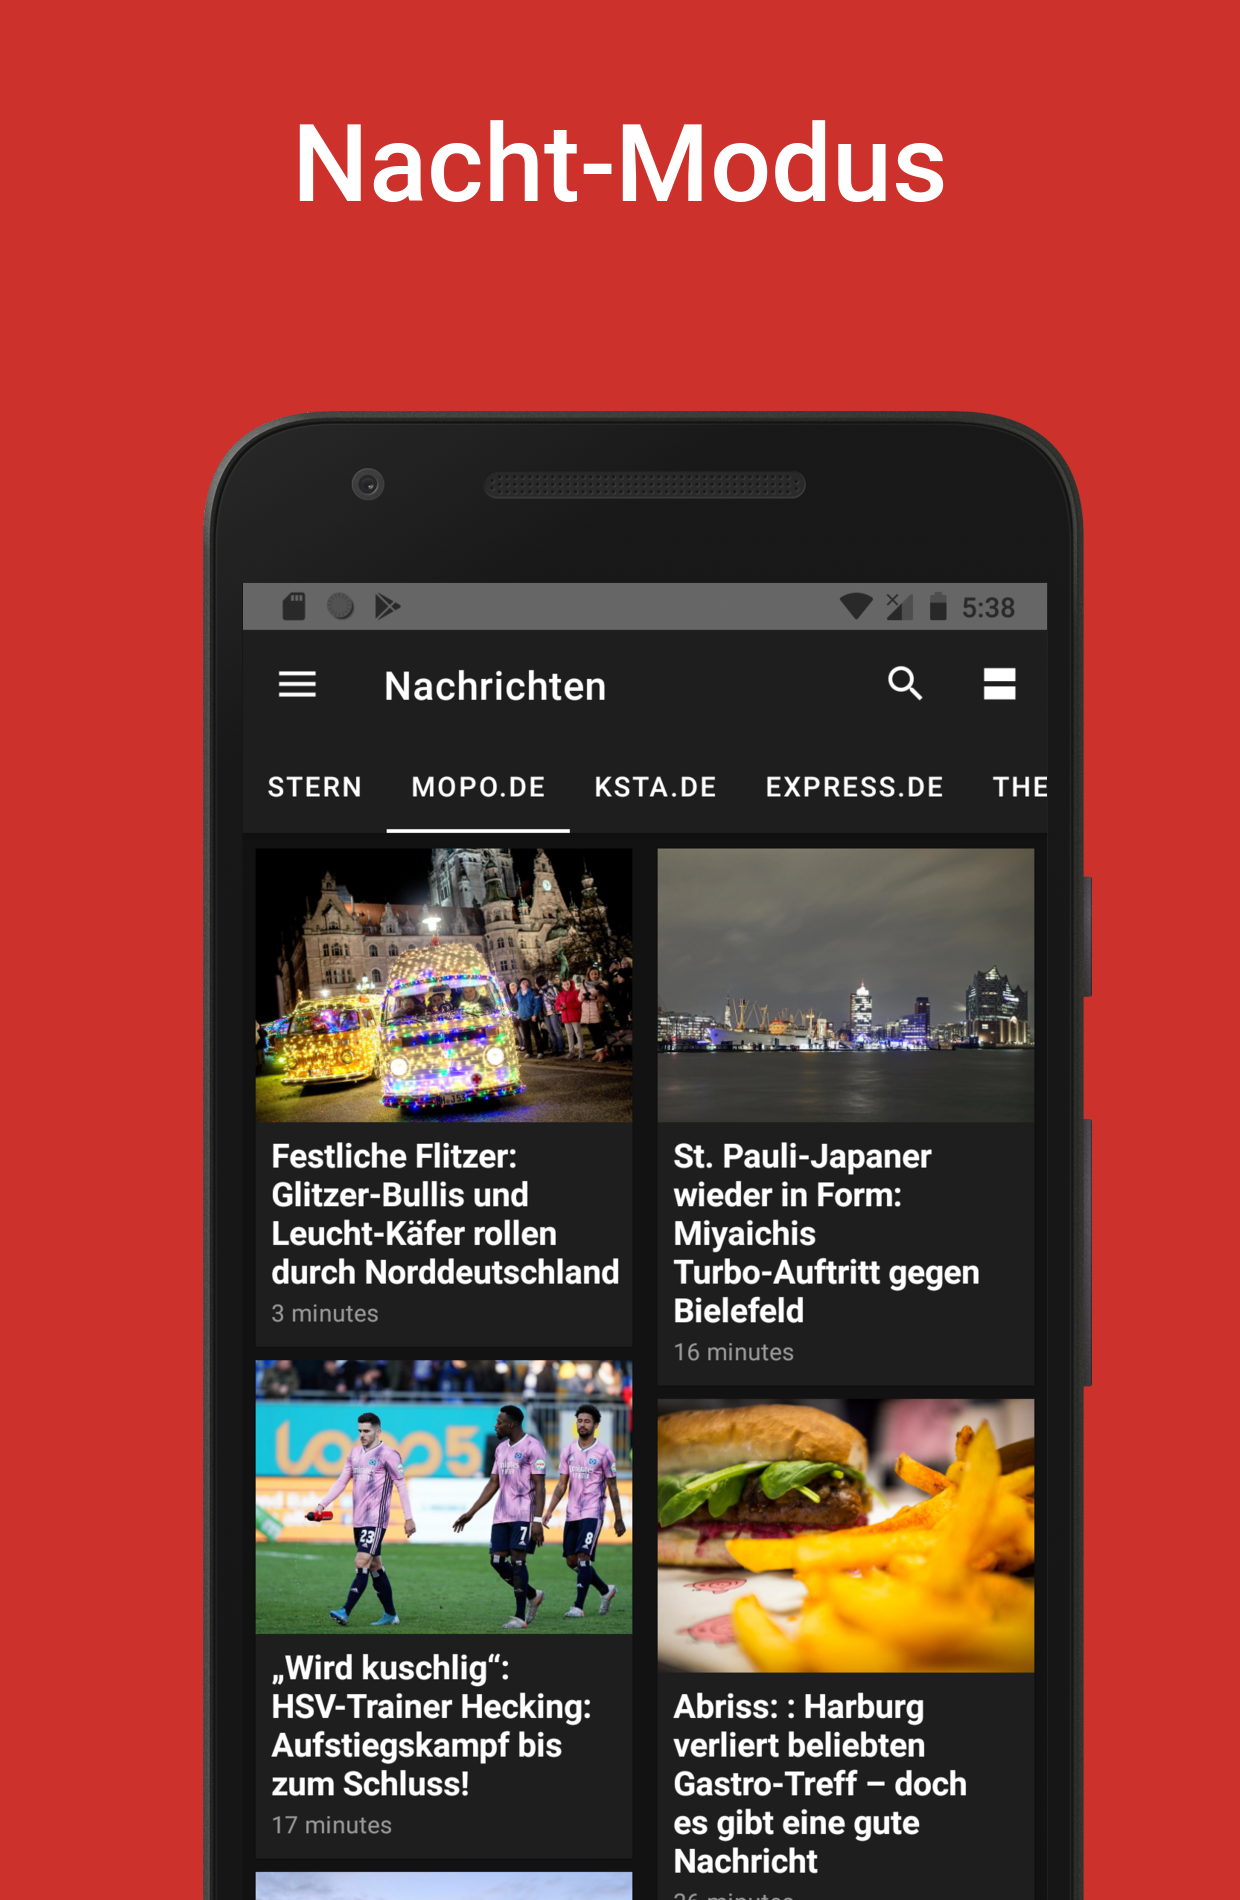 Nacht-Modus
5:38
Nachrichten
STERN MOPO.DE KSTA.DE EXPRESS.DE THE
Festliche Flitzer:
Glitzer-Bullis und
Leucht-Käfer rollen
durch Norddeutschland
3 minutes
St. Pauli-Japaner
wieder in Form:
Miyaichis
Turbo-Auftritt gegen
Bielefeld
16 minutes
23
7
8
„Wird kuschlig“:
HSV-Trainer Hecking:
Aufstiegskampf bis
zum Schluss!
17 minutes
Abriss: : Harburg
verliert beliebten
Gastro-Treff – doch
es gibt eine gute
Nachricht